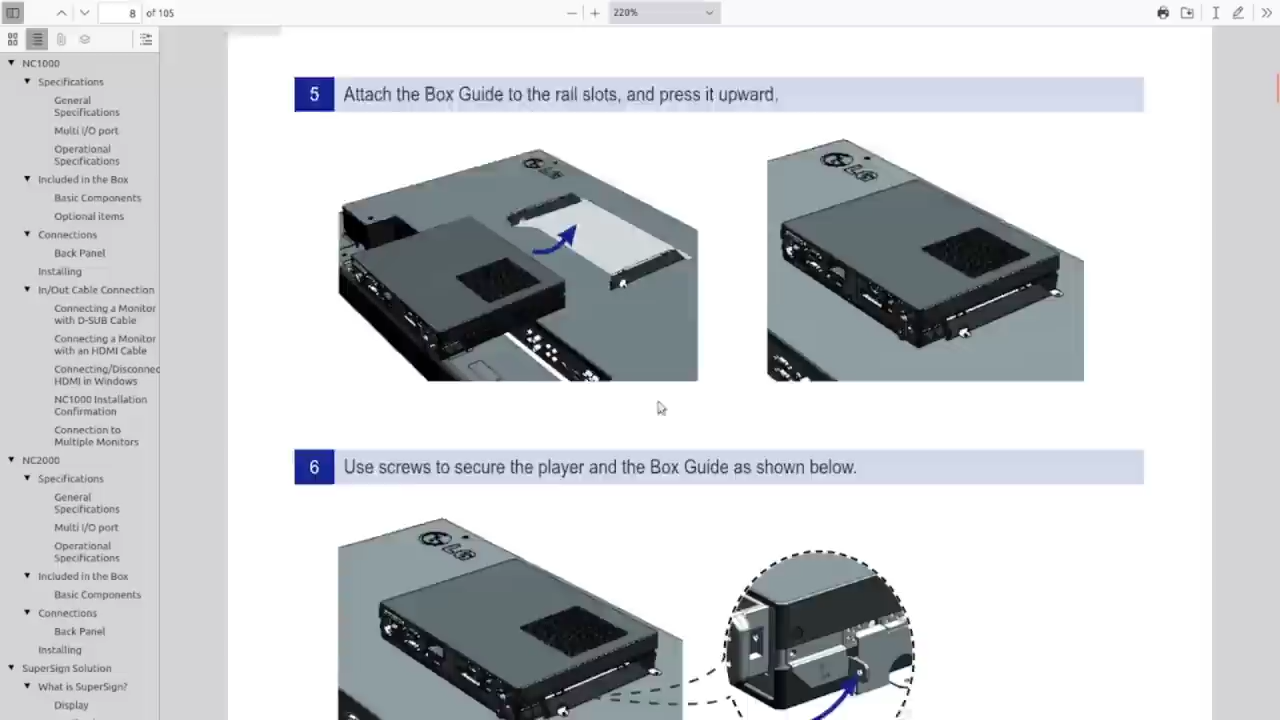 8 of 105
220%
NC1000
Specifications
General
Specifications
Multi I/O port
Operational
Specifications
Included in the Box
Basic Components
Optional items
Connections
Back Panel
Installing
In/Out Cable Connection
Connecting a Monitor
with D-SUB Cable
Connecting a Monitor
with an HDMI Cable
Connecting/Disconnec
HDMI in Windows
NC1000 Installation
Confirmation
Connection to
Multiple Monitors
NC2000
Specifications
General
Specifications
Multi I/O port
Operational
Specifications
Included in the Box
Basic Components
Connections
Back Panel
Installing
SuperSign Solution
What is SuperSign?
Display
5 Attach the Box Guide to the rail slots, and press it upward.
LG
LG
6 Use screws to secure the player and the Box Guide as shown below.
LG